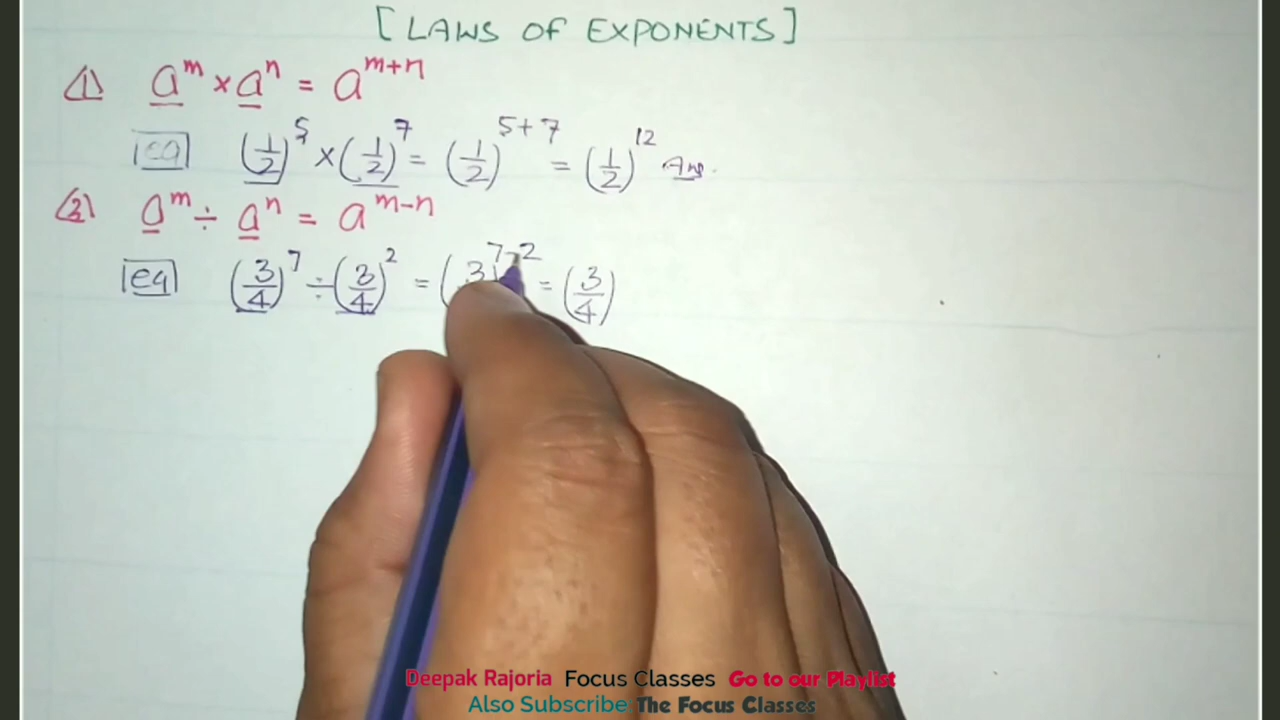 [LAWS OF EXPONENTS]
(1) a^m × a^n = a^(m+n)
eg (1/2)^5 × (1/2)^7 = (1/2)^(5+7) = (1/2)^12 Ans.
(2) a^m ÷ a^n = a^(m-n)
eg (3/4)^7 ÷ (3/4)^2 = (3 ^(7-2) = (3/4)
Deepak Rajoria Focus Classes Go to our Playlist
Also Subscribe The Focus Classes